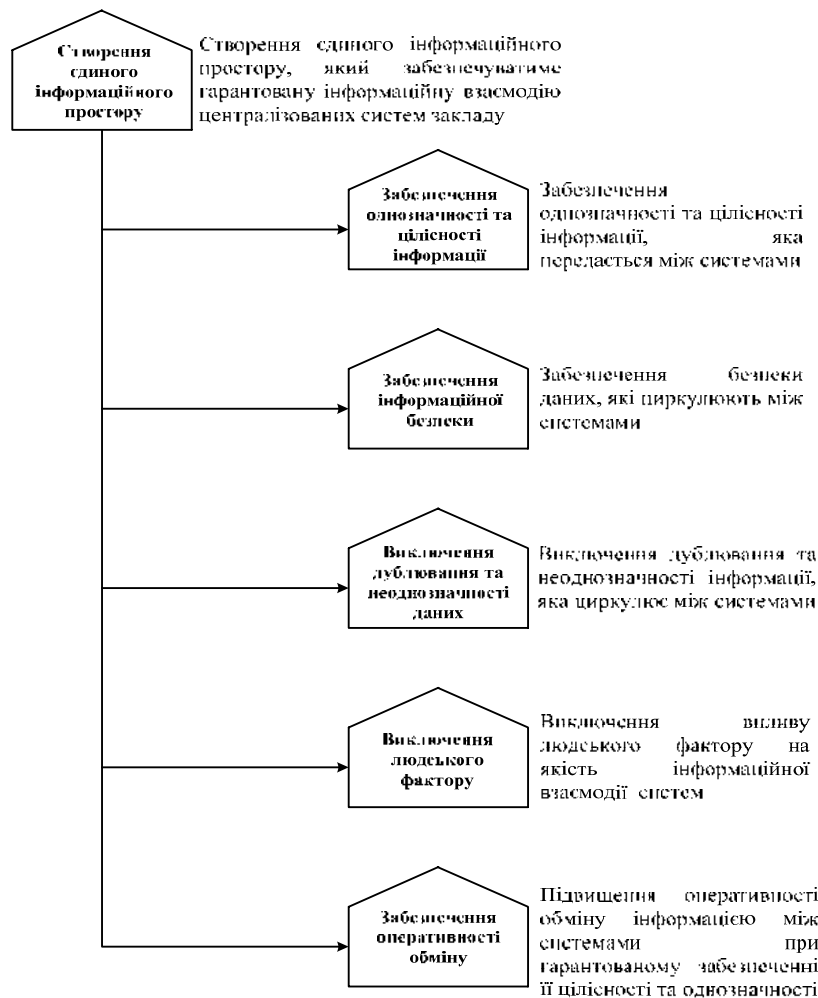 Створення
єдиного
інформаційного
простору
Створення єдиного інформаційного
простору, який забезпечуватиме
гарантовану інформаційну взаємодію
централізованих систем закладу
Забезпечення
однозначності та
цілісності
інформації
Забезпечення
однозначності та цілісності
інформації, яка
передається між системами
Забезпечення
інформаційної
безпеки
Забезпечення безпеки
даних, які циркулюють між
системами
Виключення
дублювання та
неоднозначності
даних
Виключення дублювання та
неоднозначності інформації,
яка циркулює між системами
Виключення
людського
фактору
Виключення впливу
людського фактору на
якість інформаційної
взаємодії систем
Забезпечення
оперативності
обміну
Підвищення оперативності
обміну інформацією між
системами при
гарантованому забезпеченні
її цілісності та однозначності